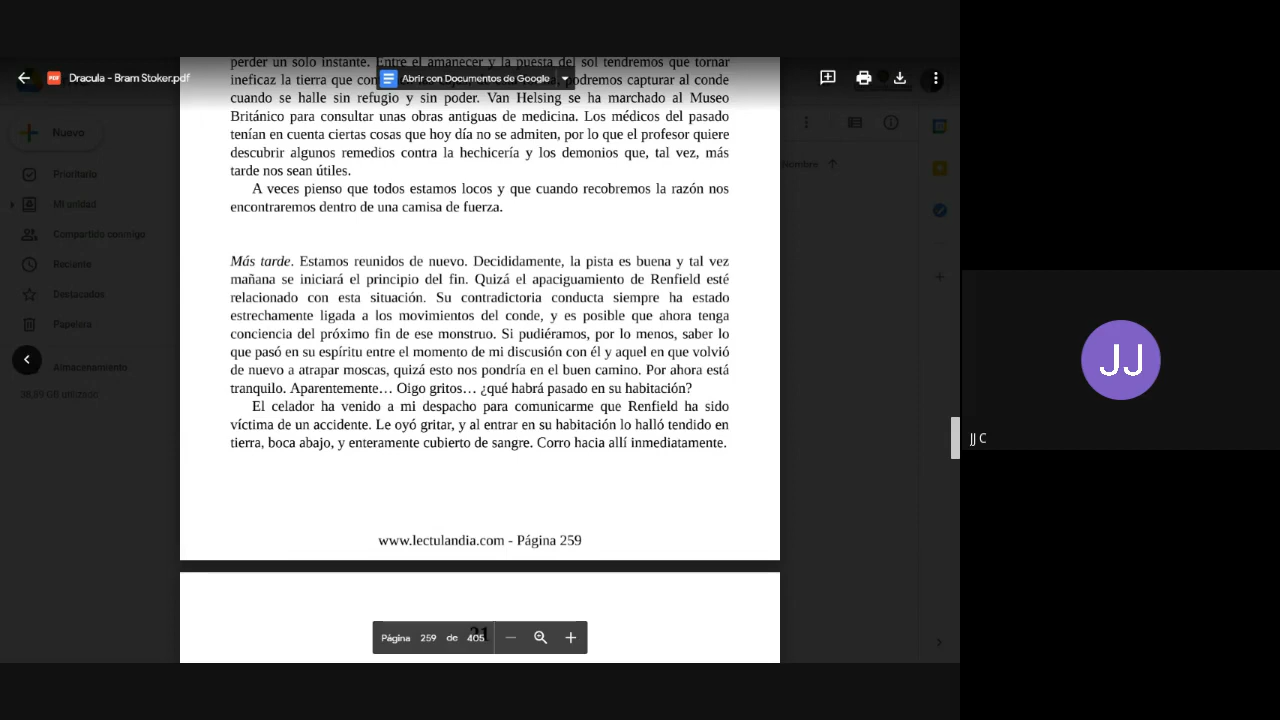 perder un solo instante. Entre el amanecer y la puesta del sol tendremos que tornar
Dracula - Bram Stoker.pdf
Abrir con Documentos de Google
ineficaz la tierra que con podremos capturar al conde
cuando se halle sin refugio y sin poder. Van Helsing se ha marchado al Museo
Británico para consultar unas obras antiguas de medicina. Los médicos del pasado
tenían en cuenta ciertas cosas que hoy día no se admiten, por lo que el profesor quiere
descubrir algunos remedios contra la hechicería y los demonios que, tal vez, más
tarde nos sean útiles.
A veces pienso que todos estamos locos y que cuando recobremos la razón nos
encontraremos dentro de una camisa de fuerza.
Más tarde. Estamos reunidos de nuevo. Decididamente, la pista es buena y tal vez
mañana se iniciará el principio del fin. Quizá el apaciguamiento de Renfield esté
relacionado con esta situación. Su contradictoria conducta siempre ha estado
estrechamente ligada a los movimientos del conde, y es posible que ahora tenga
conciencia del próximo fin de ese monstruo. Si pudiéramos, por lo menos, saber lo
que pasó en su espíritu entre el momento de mi discusión con él y aquel en que volvió
de nuevo a atrapar moscas, quizá esto nos pondría en el buen camino. Por ahora está
tranquilo. Aparentemente… Oigo gritos… ¿qué habrá pasado en su habitación?
El celador ha venido a mi despacho para comunicarme que Renfield ha sido
víctima de un accidente. Le oyó gritar, y al entrar en su habitación lo halló tendido en
tierra, boca abajo, y enteramente cubierto de sangre. Corro hacia allí inmediatamente.
www.lectulandia.com - Página 259
21
Página 259 de 405
Nuevo
Prioritario
Mi unidad
Compartido conmigo
Reciente
Destacados
Papelera
Almacenamiento
38,59 GB utilizado
Nombre
JJ
JJ C